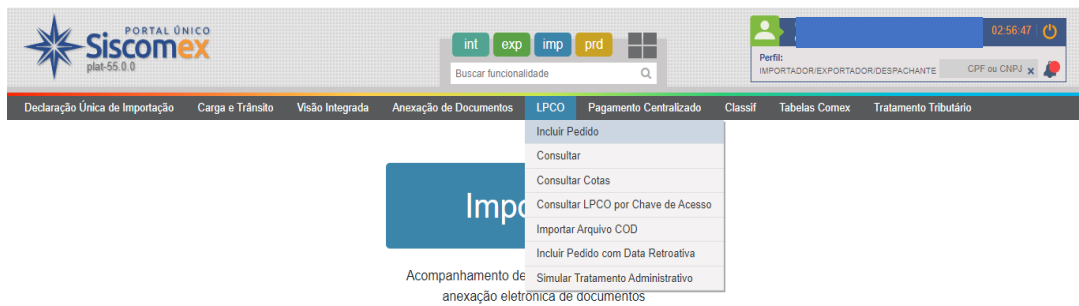 PORTAL ÚNICO
Siscomex
plat-55.0.0
int exp imp prd
Buscar funcionalidade
02:56:47
Perfil:
IMPORTADOR/EXPORTADOR/DESPACHANTE
CPF ou CNPJ x
Declaração Única de Importação Carga e Trânsito Visão Integrada Anexação de Documentos LPCO Pagamento Centralizado Classif Tabelas Comex Tratamento Tributário
Incluir Pedido
Consultar
Consultar Cotas
Consultar LPCO por Chave de Acesso
Importar Arquivo COD
Incluir Pedido com Data Retroativa
Simular Tratamento Administrativo
Impo
Acompanhamento de
anexação eletrônica de documentos